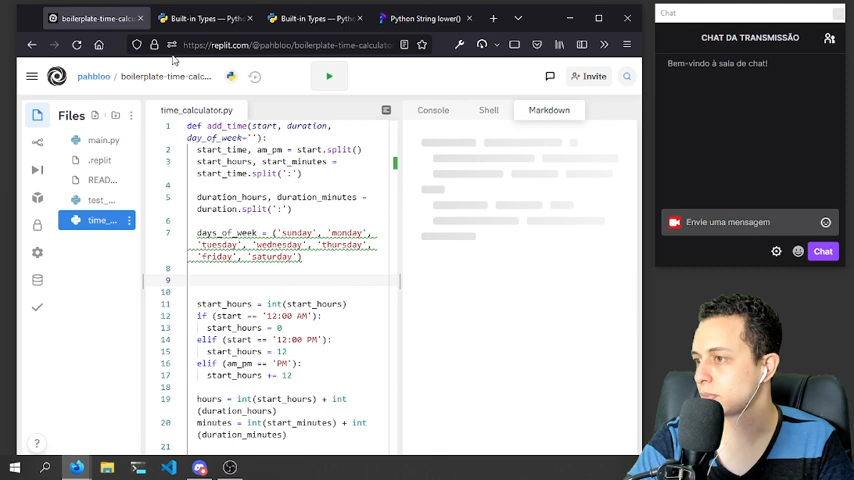 boilerplate-time-calcu
Built-in Types — Pytho
Built-in Types — Pytho
Python String lower()
https://replit.com/@pahbloo/boilerplate-time-calculato
pahbloo / boilerplate-time-calc...
Invite
Files
main.py
.replit
READ...
test_...
time_...
time_calculator.py
1 def add_time(start, duration,
day_of_week=''):
2 start_time, am_pm = start.split()
3 start_hours, start_minutes =
start_time.split(':')
4
5 duration_hours, duration_minutes =
duration.split(':')
6
7 days_of_week = ('sunday', 'monday',
'tuesday', 'wednesday', 'thursday',
'friday', 'saturday')
8
9
10
11 start_hours = int(start_hours)
12 if (start == '12:00 AM'):
13 start_hours = 0
14 elif (start == '12:00 PM'):
15 start_hours = 12
16 elif (am_pm == 'PM'):
17 start_hours += 12
18
19 hours = int(start_hours) + int
(duration_hours)
20 minutes = int(start_minutes) + int
(duration_minutes)
21
Console
Shell
Markdown
?
Chat
CHAT DA TRANSMISSÃO
Bem-vindo à sala de chat!
Envie uma mensagem
Chat